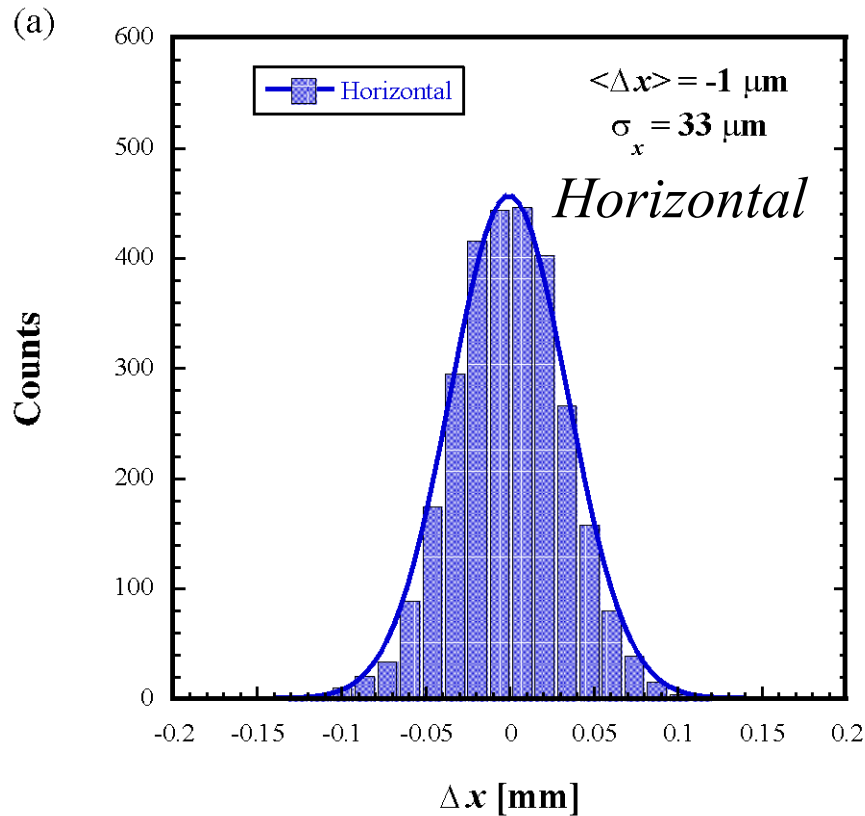 (a)
600
500
400
300
200
100
0
Counts
Horizontal
<Δx> = -1 μm
σx = 33 μm
Horizontal
-0.2 -0.15 -0.1 -0.05 0 0.05 0.1 0.15 0.2
Δx [mm]